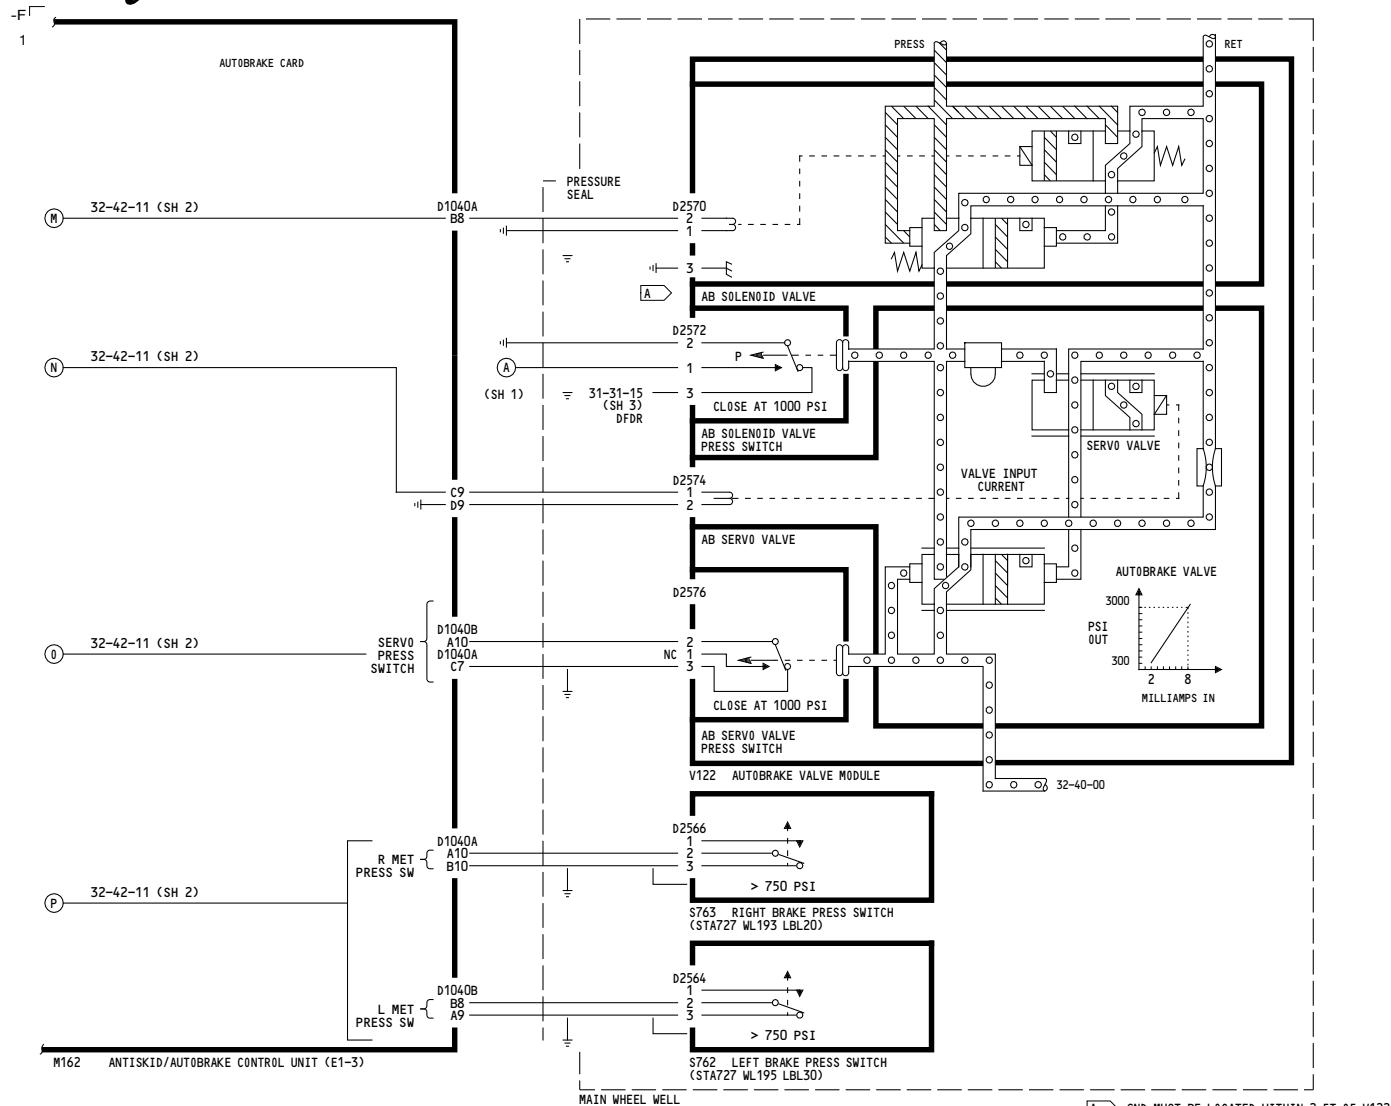 -F
1
AUTOBRAKE CARD
PRESS
RET
PRESSURE
SEAL
M
32-42-11 (SH 2)
D1040A
B8
D2570
2
1
3
A
AB SOLENOID VALVE
N
32-42-11 (SH 2)
A
(SH 1)
D2572
2
1
3
P
31-31-15
(SH 3)
DFDR
CLOSE AT 1000 PSI
AB SOLENOID VALVE
PRESS SWITCH
SERVO VALVE
VALVE INPUT
CURRENT
C9
D9
D2574
1
2
AB SERVO VALVE
AUTOBRAKE VALVE
3000
PSI
OUT
300
2 8
MILLIAMPS IN
O
32-42-11 (SH 2)
SERVO
PRESS
SWITCH
D1040B
A10
D1040A
C7
D2576
2
NC 1
3
CLOSE AT 1000 PSI
AB SERVO VALVE
PRESS SWITCH
V122 AUTOBRAKE VALVE MODULE
32-40-00
P
32-42-11 (SH 2)
R MET
PRESS SW
D1040A
A10
B10
D2566
1
2
3
> 750 PSI
S763 RIGHT BRAKE PRESS SWITCH
(STA727 WL193 LBL20)
L MET
PRESS SW
D1040B
B8
A9
D2564
1
2
3
> 750 PSI
S762 LEFT BRAKE PRESS SWITCH
(STA727 WL195 LBL30)
M162 ANTISKID/AUTOBRAKE CONTROL UNIT (E1-3)
MAIN WHEEL WELL